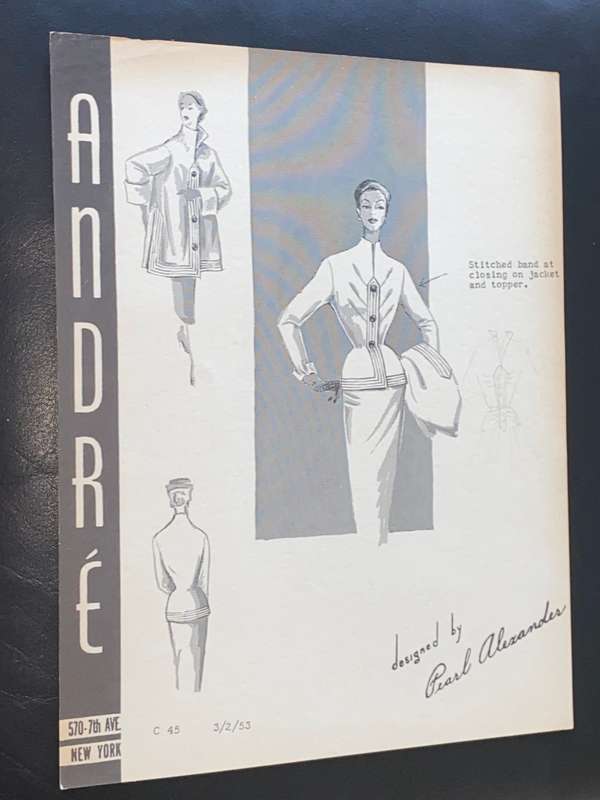 ANDRÉ
570-7th AVE.
NEW YORK
Stitched band at
closing on jacket
and topper.
designed by
Pearl Alexander
C 45 3/2/53